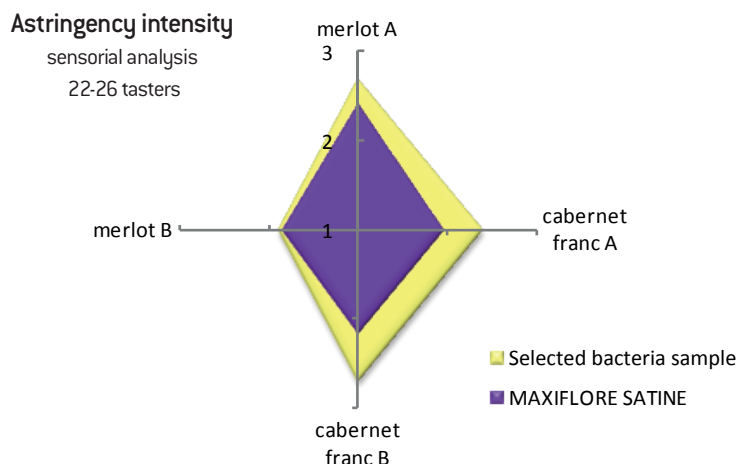 Astringency intensity
sensorial analysis
22-26 tasters
merlot A
3
2
merlot B
1
cabernet
franc A
Selected bacteria sample
MAXIFLORE SATINE
cabernet
franc B